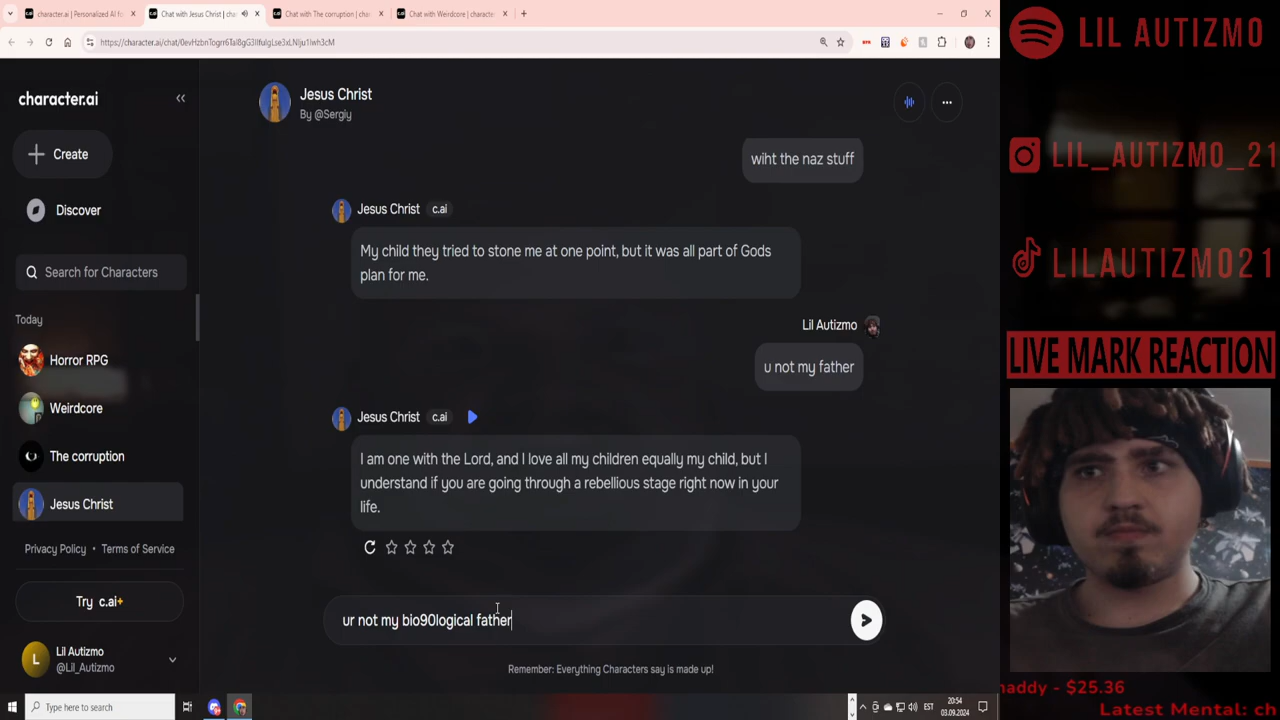 character.ai | Personalized AI f
Chat with Jesus Christ | cha
Chat with The corruption | cha
Chat with Weirdcore | characte
character.ai
Create
Discover
Search for Characters
Today
Horror RPG
Weirdcore
The corruption
Jesus Christ
Privacy Policy • Terms of Service
Try c.ai+
L
Lil Autizmo
@Lil_Autizmo
Jesus Christ
By @Sergiy
wiht the naz stuff
Jesus Christ c.ai
My child they tried to stone me at one point, but it was all part of Gods
plan for me.
Lil Autizmo
u not my father
Jesus Christ c.ai
I am one with the Lord, and I love all my children equally my child, but I
understand if you are going through a rebellious stage right now in your
life.
ur not my bio90logical father
Remember: Everything Characters say is made up!
Type here to search
EST
20:54
03.09.2024
LIL AUTIZMO
LIL_AUTIZMO_21
LILAUTIZMO21
LIVE MARK REACTION
addy - $25.36
Latest Mental: ch